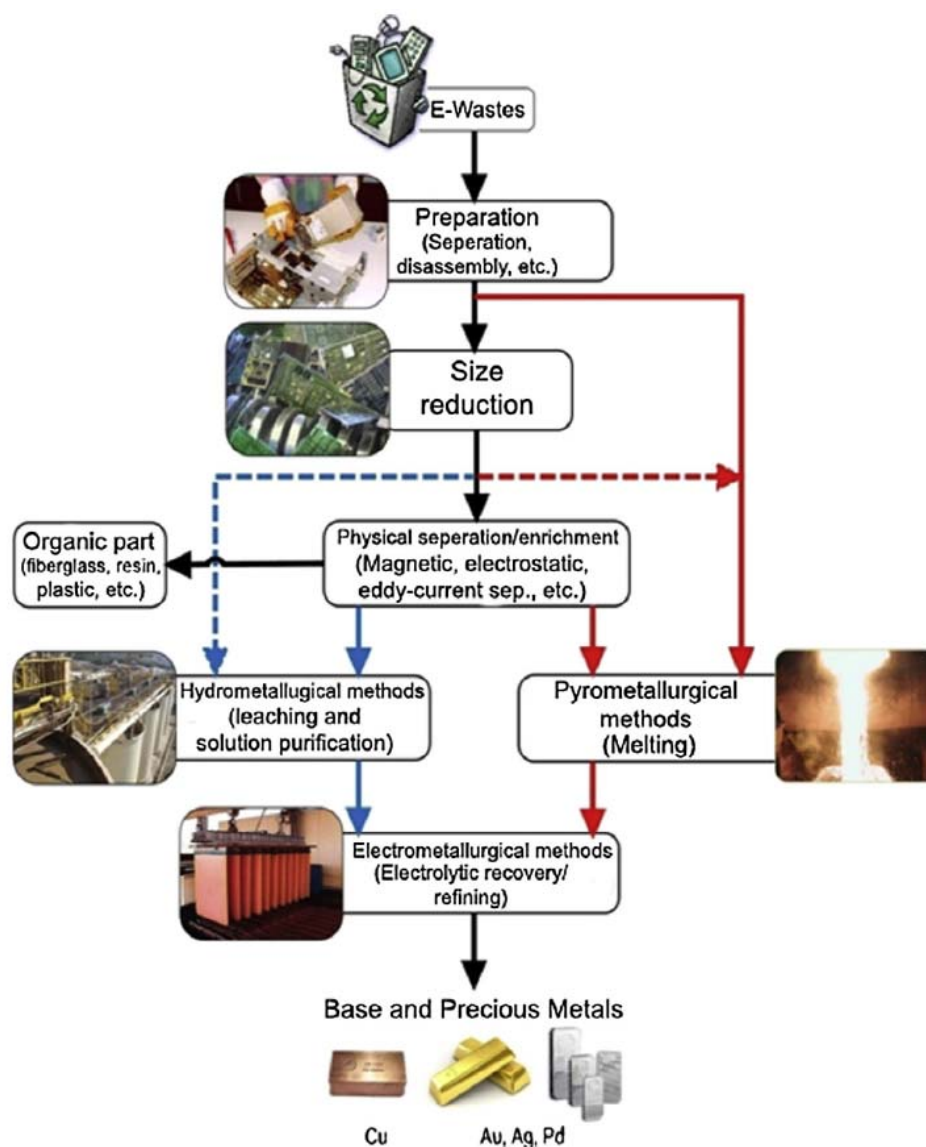 E-Wastes
Preparation
(Seperation,
disassembly, etc.)
Size
reduction
Physical seperation/enrichment
(Magnetic, electrostatic,
eddy-current sep., etc.)
Organic part
(fiberglass, resin,
plastic, etc.)
Hydrometallugical methods
(leaching and
solution purification)
Pyrometallurgical
methods
(Melting)
Electrometallurgical methods
(Electrolytic recovery/
refining)
Base and Precious Metals
Cu
Au, Ag, Pd